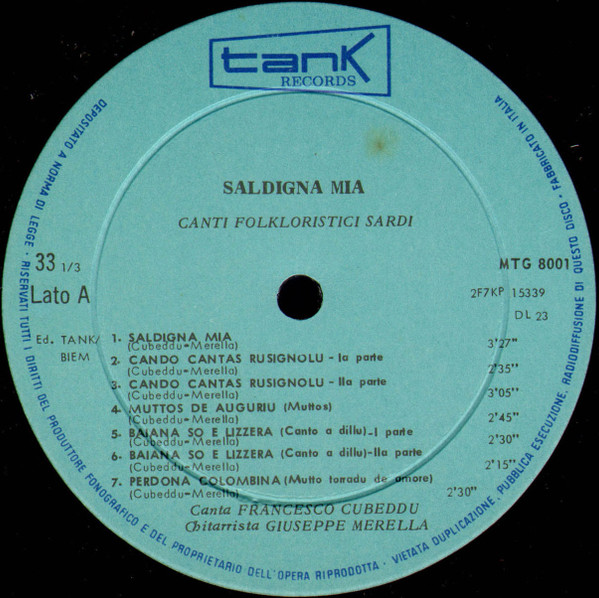 tank
RECORDS
SALDIGNA MIA
CANTI FOLKLORISTICI SARDI
33 1/3
MTG 8001
Lato A
2F7KP 15339
DL 23
Ed. TANK/
BIEM
1- SALDIGNA MIA
(Cubeddu-Merella) 3'27''
2- CANDO CANTAS RUSIGNOLU - Ia parte
(Cubeddu-Merella) 2'35''
3- CANDO CANTAS RUSIGNOLU - IIa parte
(Cubeddu-Merella) 3'05''
4- MUTTOS DE AUGURIU (Muttos)
(Cubeddu-Merella) 2'45''
5- BAIANA SO E LIZZERA (Canto a dillu)-I parte
(Cubeddu-Merella) 2'30''
6- BAIANA SO E LIZZERA (Canto a dillu)-IIa parte
(Cubeddu-Merella) 2'15''
7- PERDONA COLOMBINA (Mutto torradu de amore)
(Cubeddu-Merella) 2'30''
Canta FRANCESCO CUBEDDU
Chitarrista GIUSEPPE MERELLA
DEPOSITATO A NORMA DI LEGGE · RISERVATI TUTTI I DIRITTI DEL PRODUTTORE FONOGRAFICO E DEL PROPRIETARIO DELL'OPERA RIPRODOTTA · VIETATA DUPLICAZIONE, PUBBLICA ESECUZIONE, RADIODIFFUSIONE DI QUESTO DISCO · FABBRICATO IN ITALIA